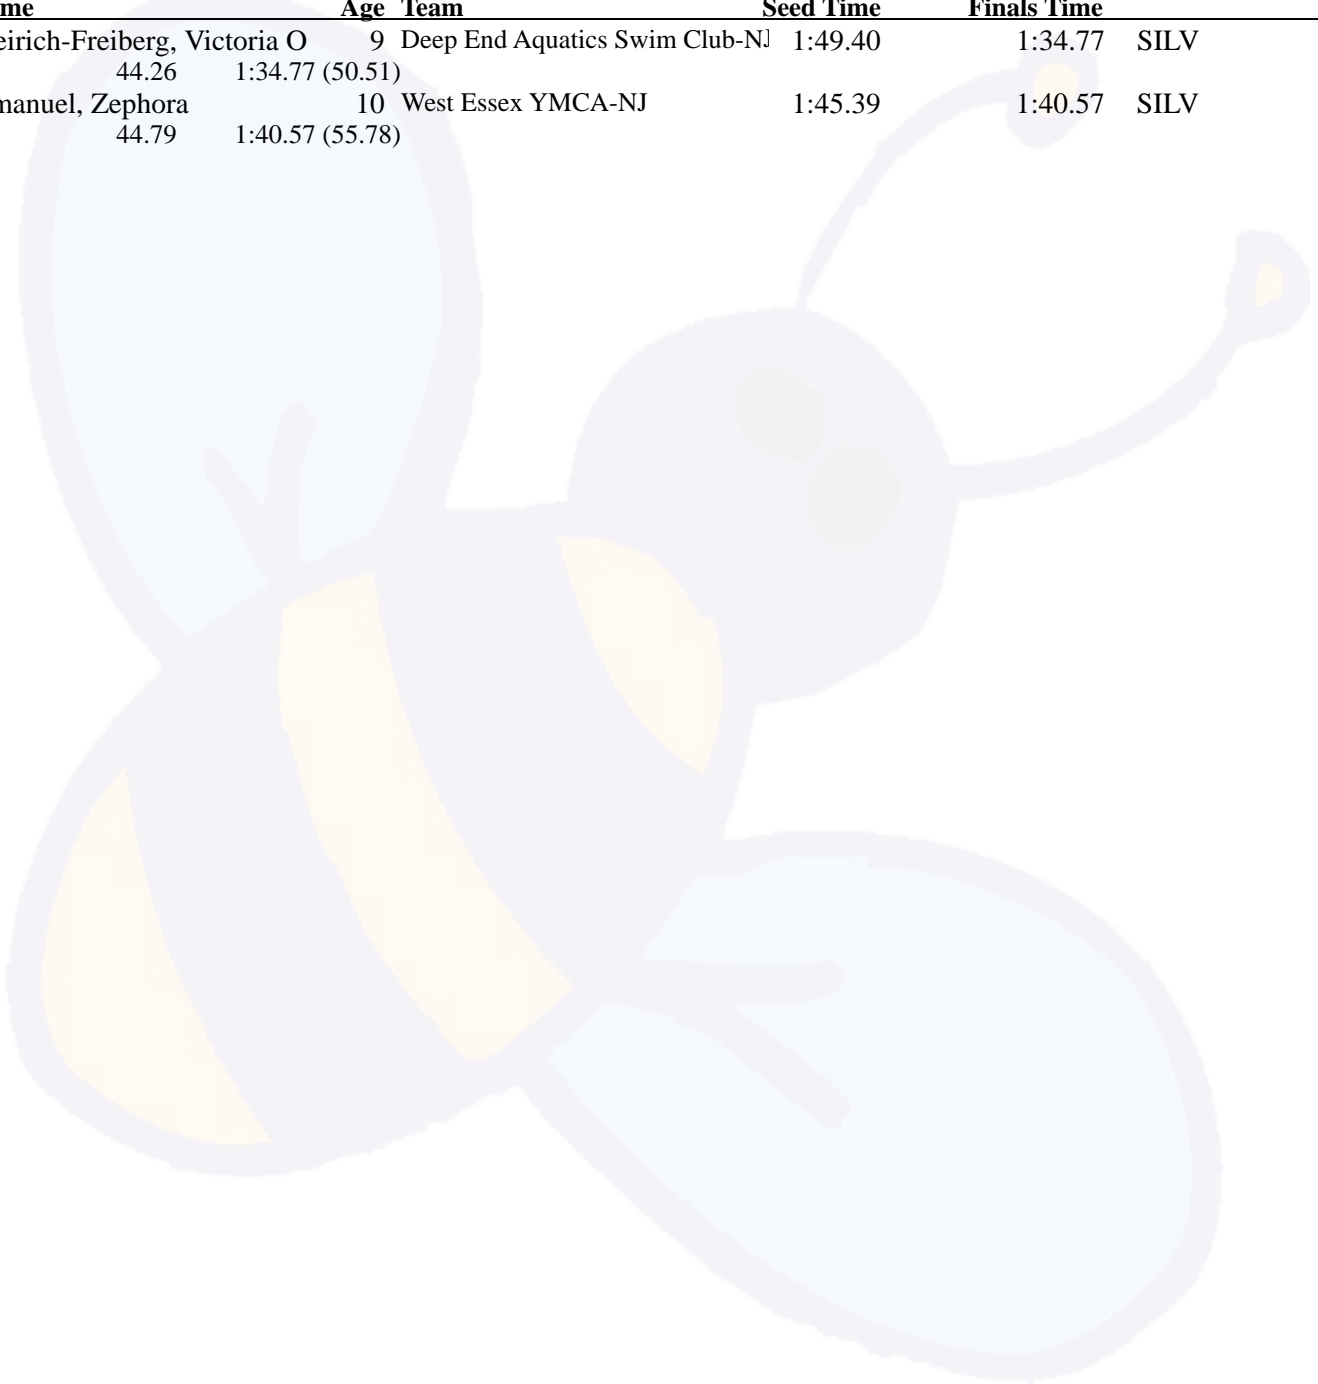 me Age Team Seed Time Finals Time
eirich-Freiberg, Victoria O 9 Deep End Aquatics Swim Club-NJ 1:49.40 1:34.77 SILV
44.26 1:34.77 (50.51)
manuel, Zephora 10 West Essex YMCA-NJ 1:45.39 1:40.57 SILV
44.79 1:40.57 (55.78)